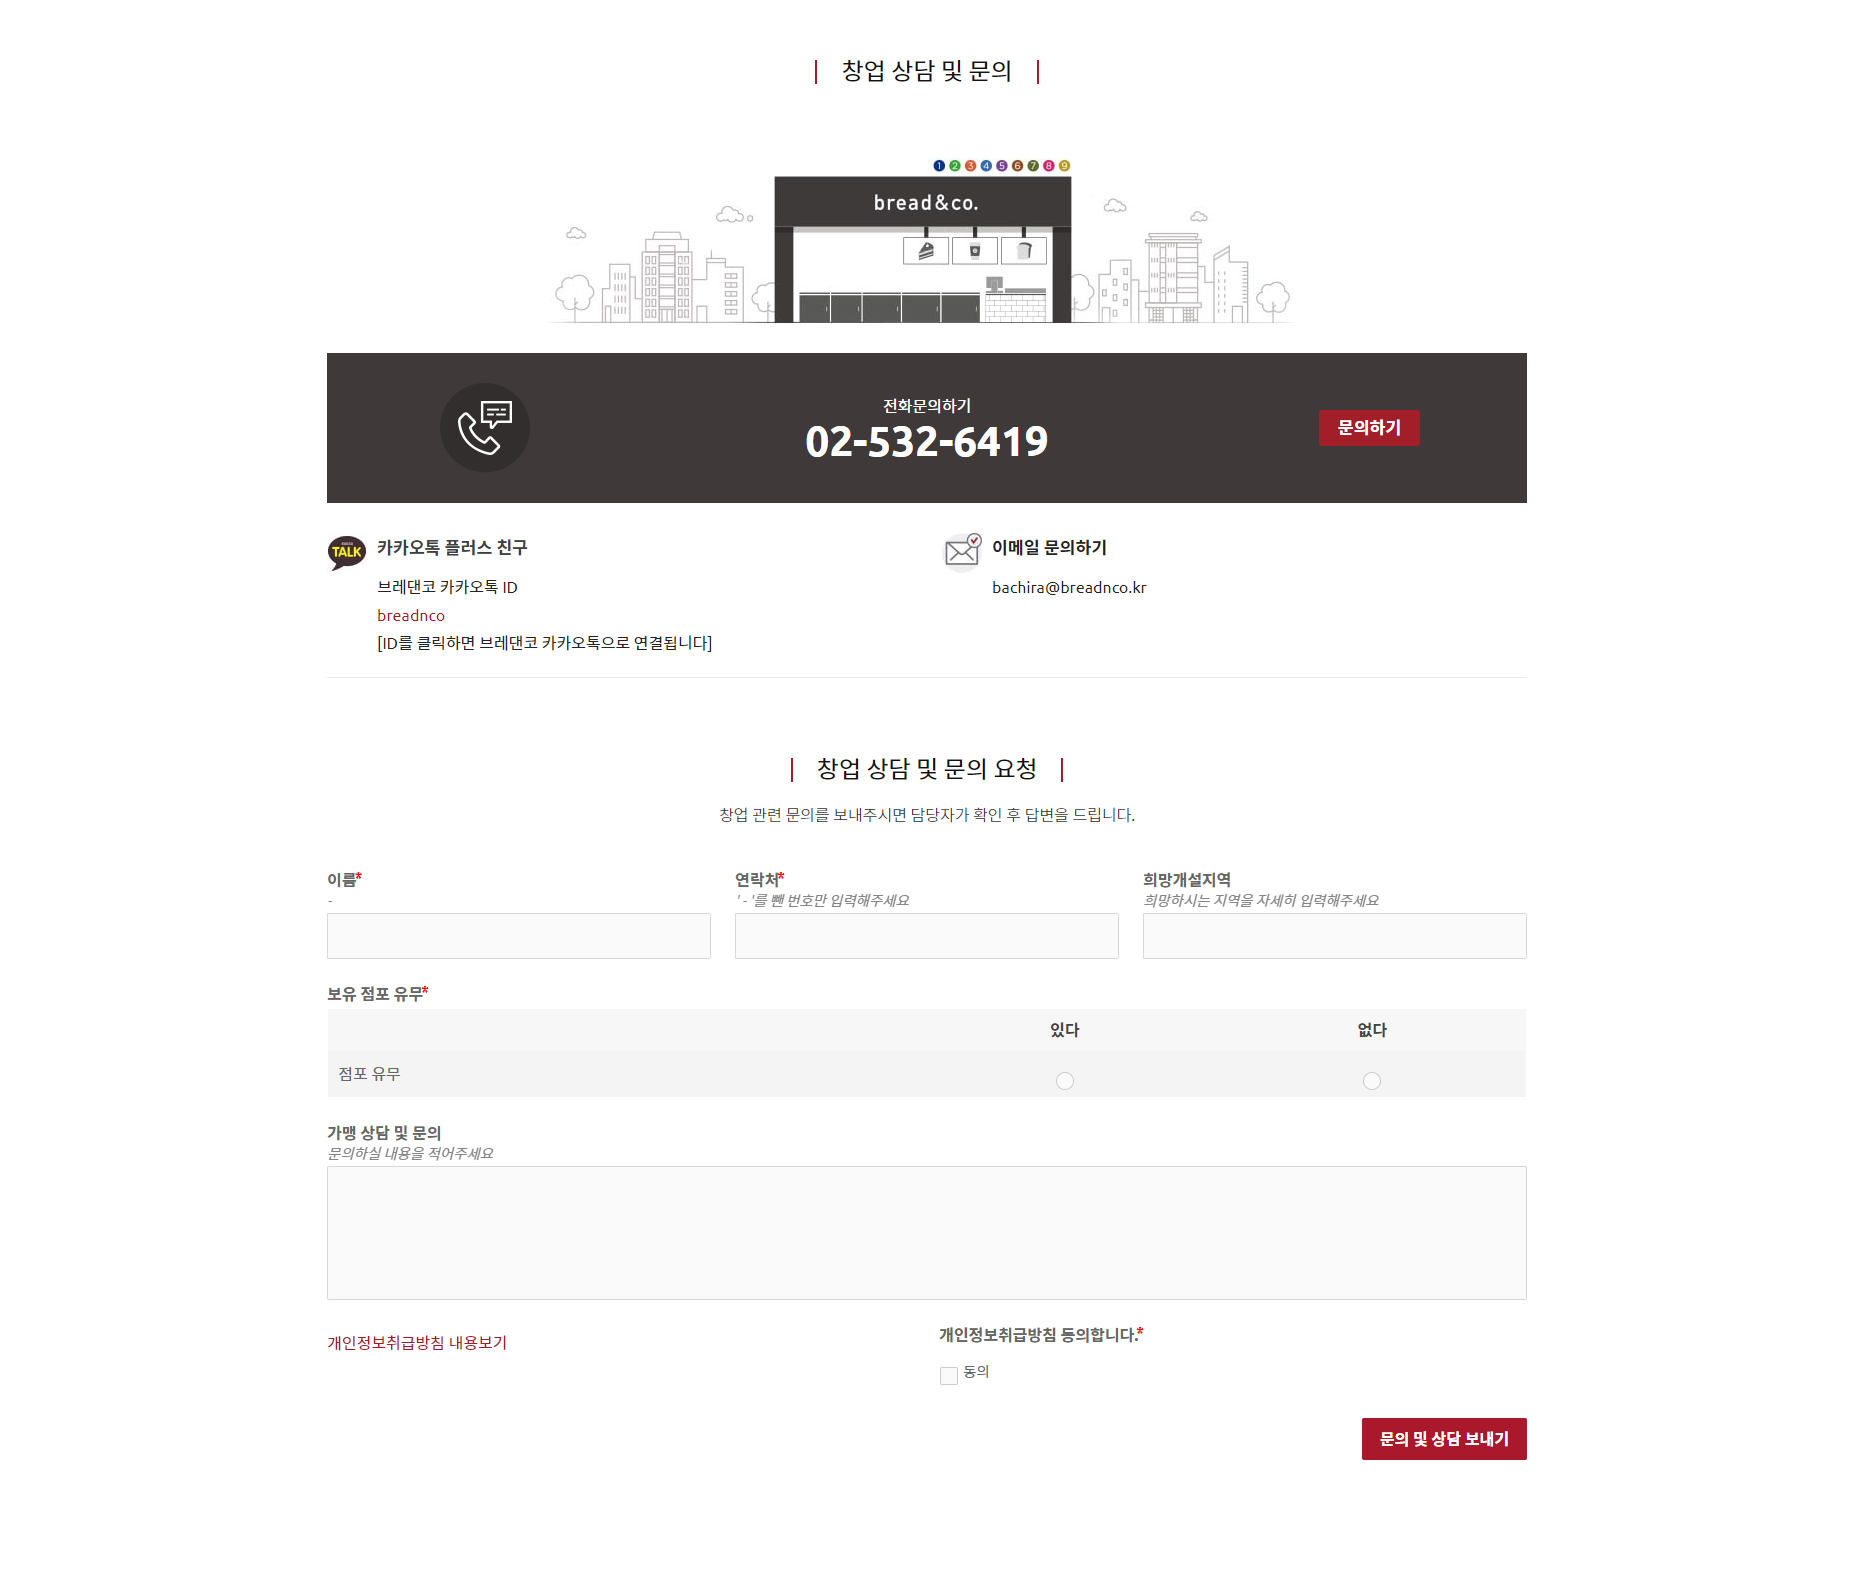 창업 상담 및 문의
1 2 3 4 5 6 7 8 9
bread&co.
전화문의하기
02-532-6419
문의하기
TALK
카카오톡 플러스 친구
브레댄코 카카오톡 ID
breadnco
[ID를 클릭하면 브레댄코 카카오톡으로 연결됩니다]
이메일 문의하기
bachira@breadnco.kr
창업 상담 및 문의 요청
창업 관련 문의를 보내주시면 담당자가 확인 후 답변을 드립니다.
이름*
-
연락처*
' - '를 뺀 번호만 입력해주세요
희망개설지역
희망하시는 지역을 자세히 입력해주세요
보유 점포 유무*
있다 없다
점포 유무
가맹 상담 및 문의
문의하실 내용을 적어주세요
개인정보취급방침 내용보기
개인정보취급방침 동의합니다.*
동의
문의 및 상담 보내기